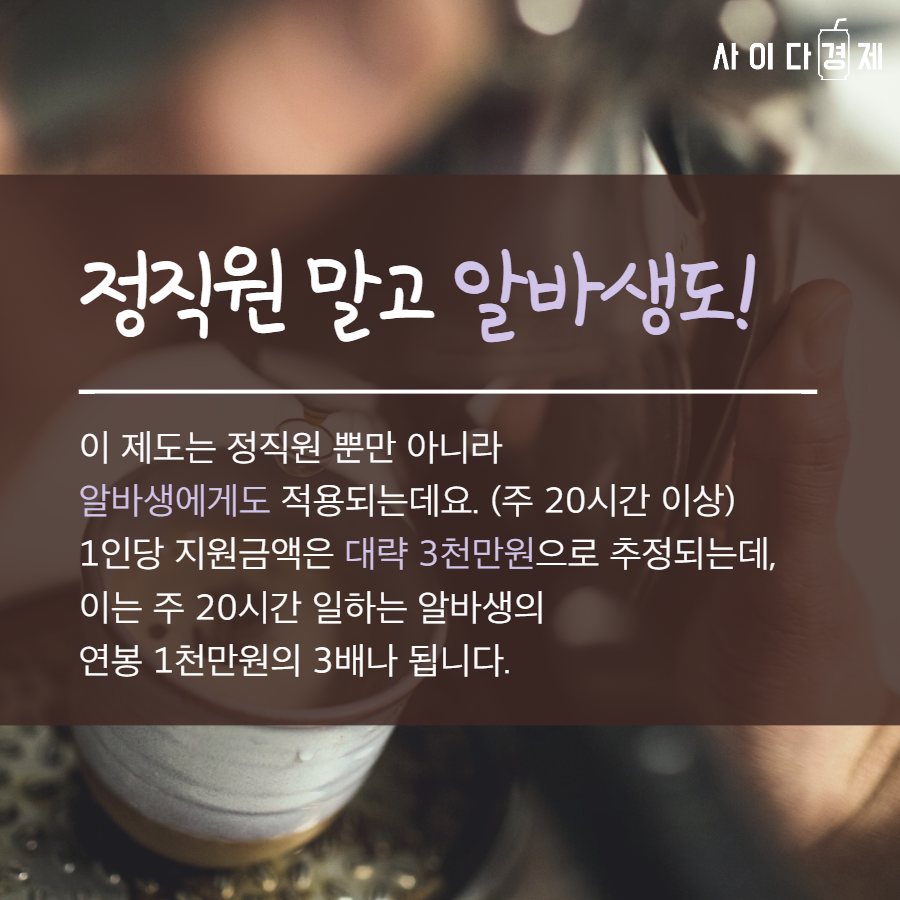 사이다경제
정직원 말고 알바생도!
이 제도는 정직원 뿐만 아니라
알바생에게도 적용되는데요. (주 20시간 이상)
1인당 지원금액은 대략 3천만원으로 추정되는데,
이는 주 20시간 일하는 알바생의
연봉 1천만원의 3배나 됩니다.